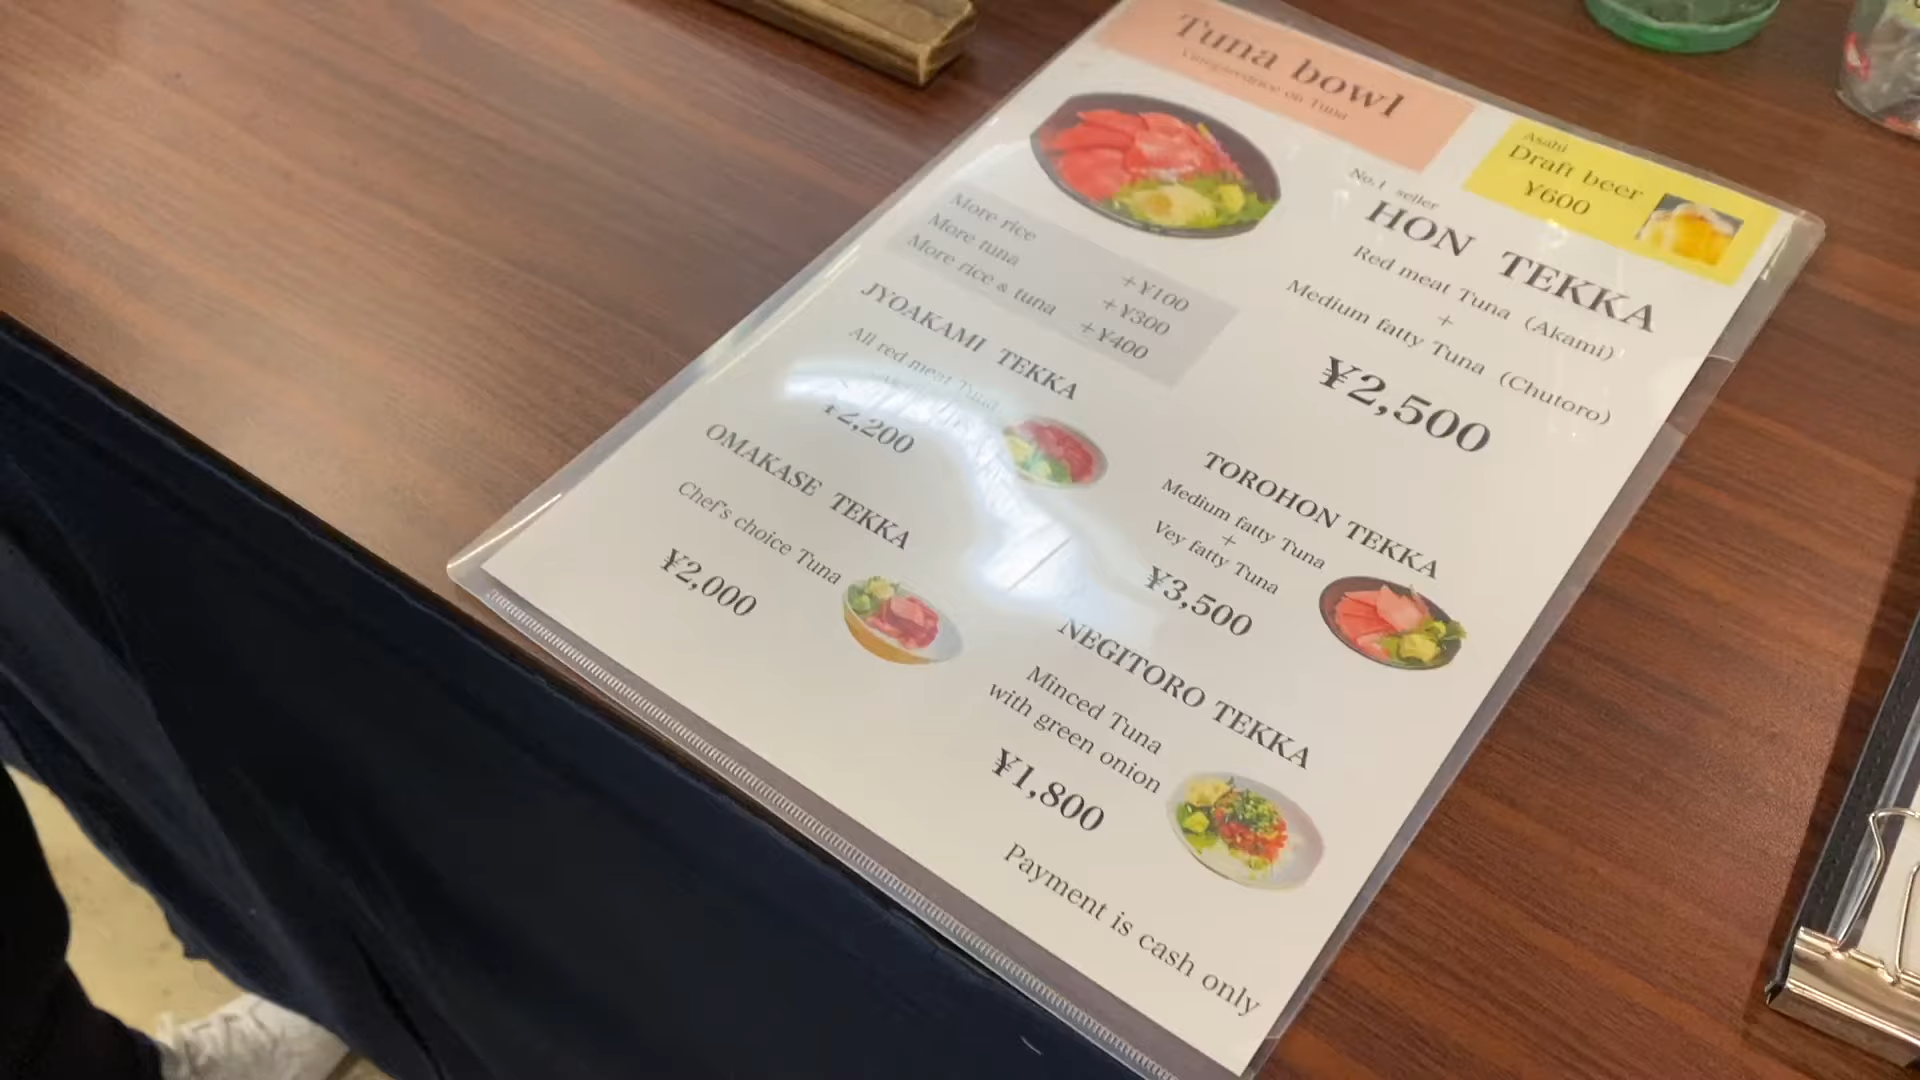 Tuna bowl
on Tuna
Asahi
Draft beer
¥600
No.1 seller
HON TEKKA
Red meat Tuna (Akami)
+
Medium fatty Tuna (Chutoro)
¥2,500
More rice +¥100
More tuna +¥300
More rice & tuna +¥400
JYOAKAMI TEKKA
All red meat Tuna
¥2,200
OMAKASE TEKKA
Chef's choice Tuna
¥2,000
TOROHON TEKKA
Medium fatty Tuna
+
Vey fatty Tuna
¥3,500
NEGITORO TEKKA
Minced Tuna
with green onion
¥1,800
Payment is cash only